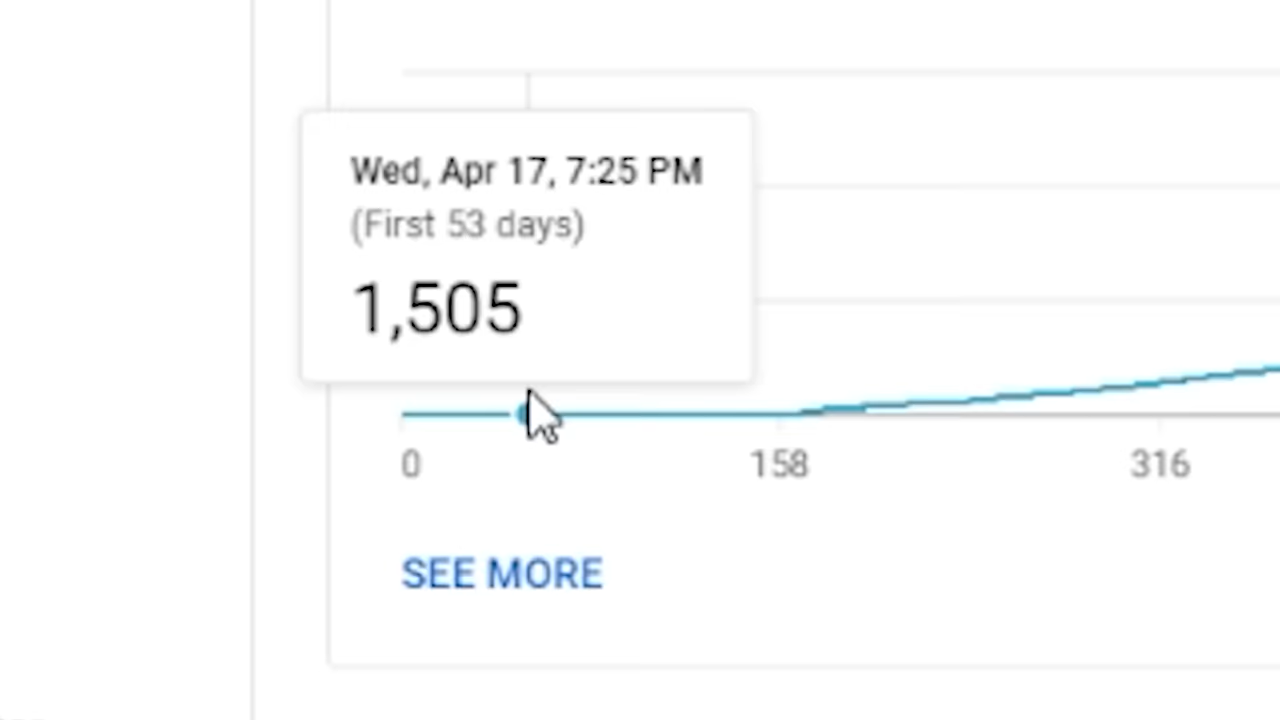 Wed, Apr 17, 7:25 PM
(First 53 days)
1,505
0 158 316
SEE MORE